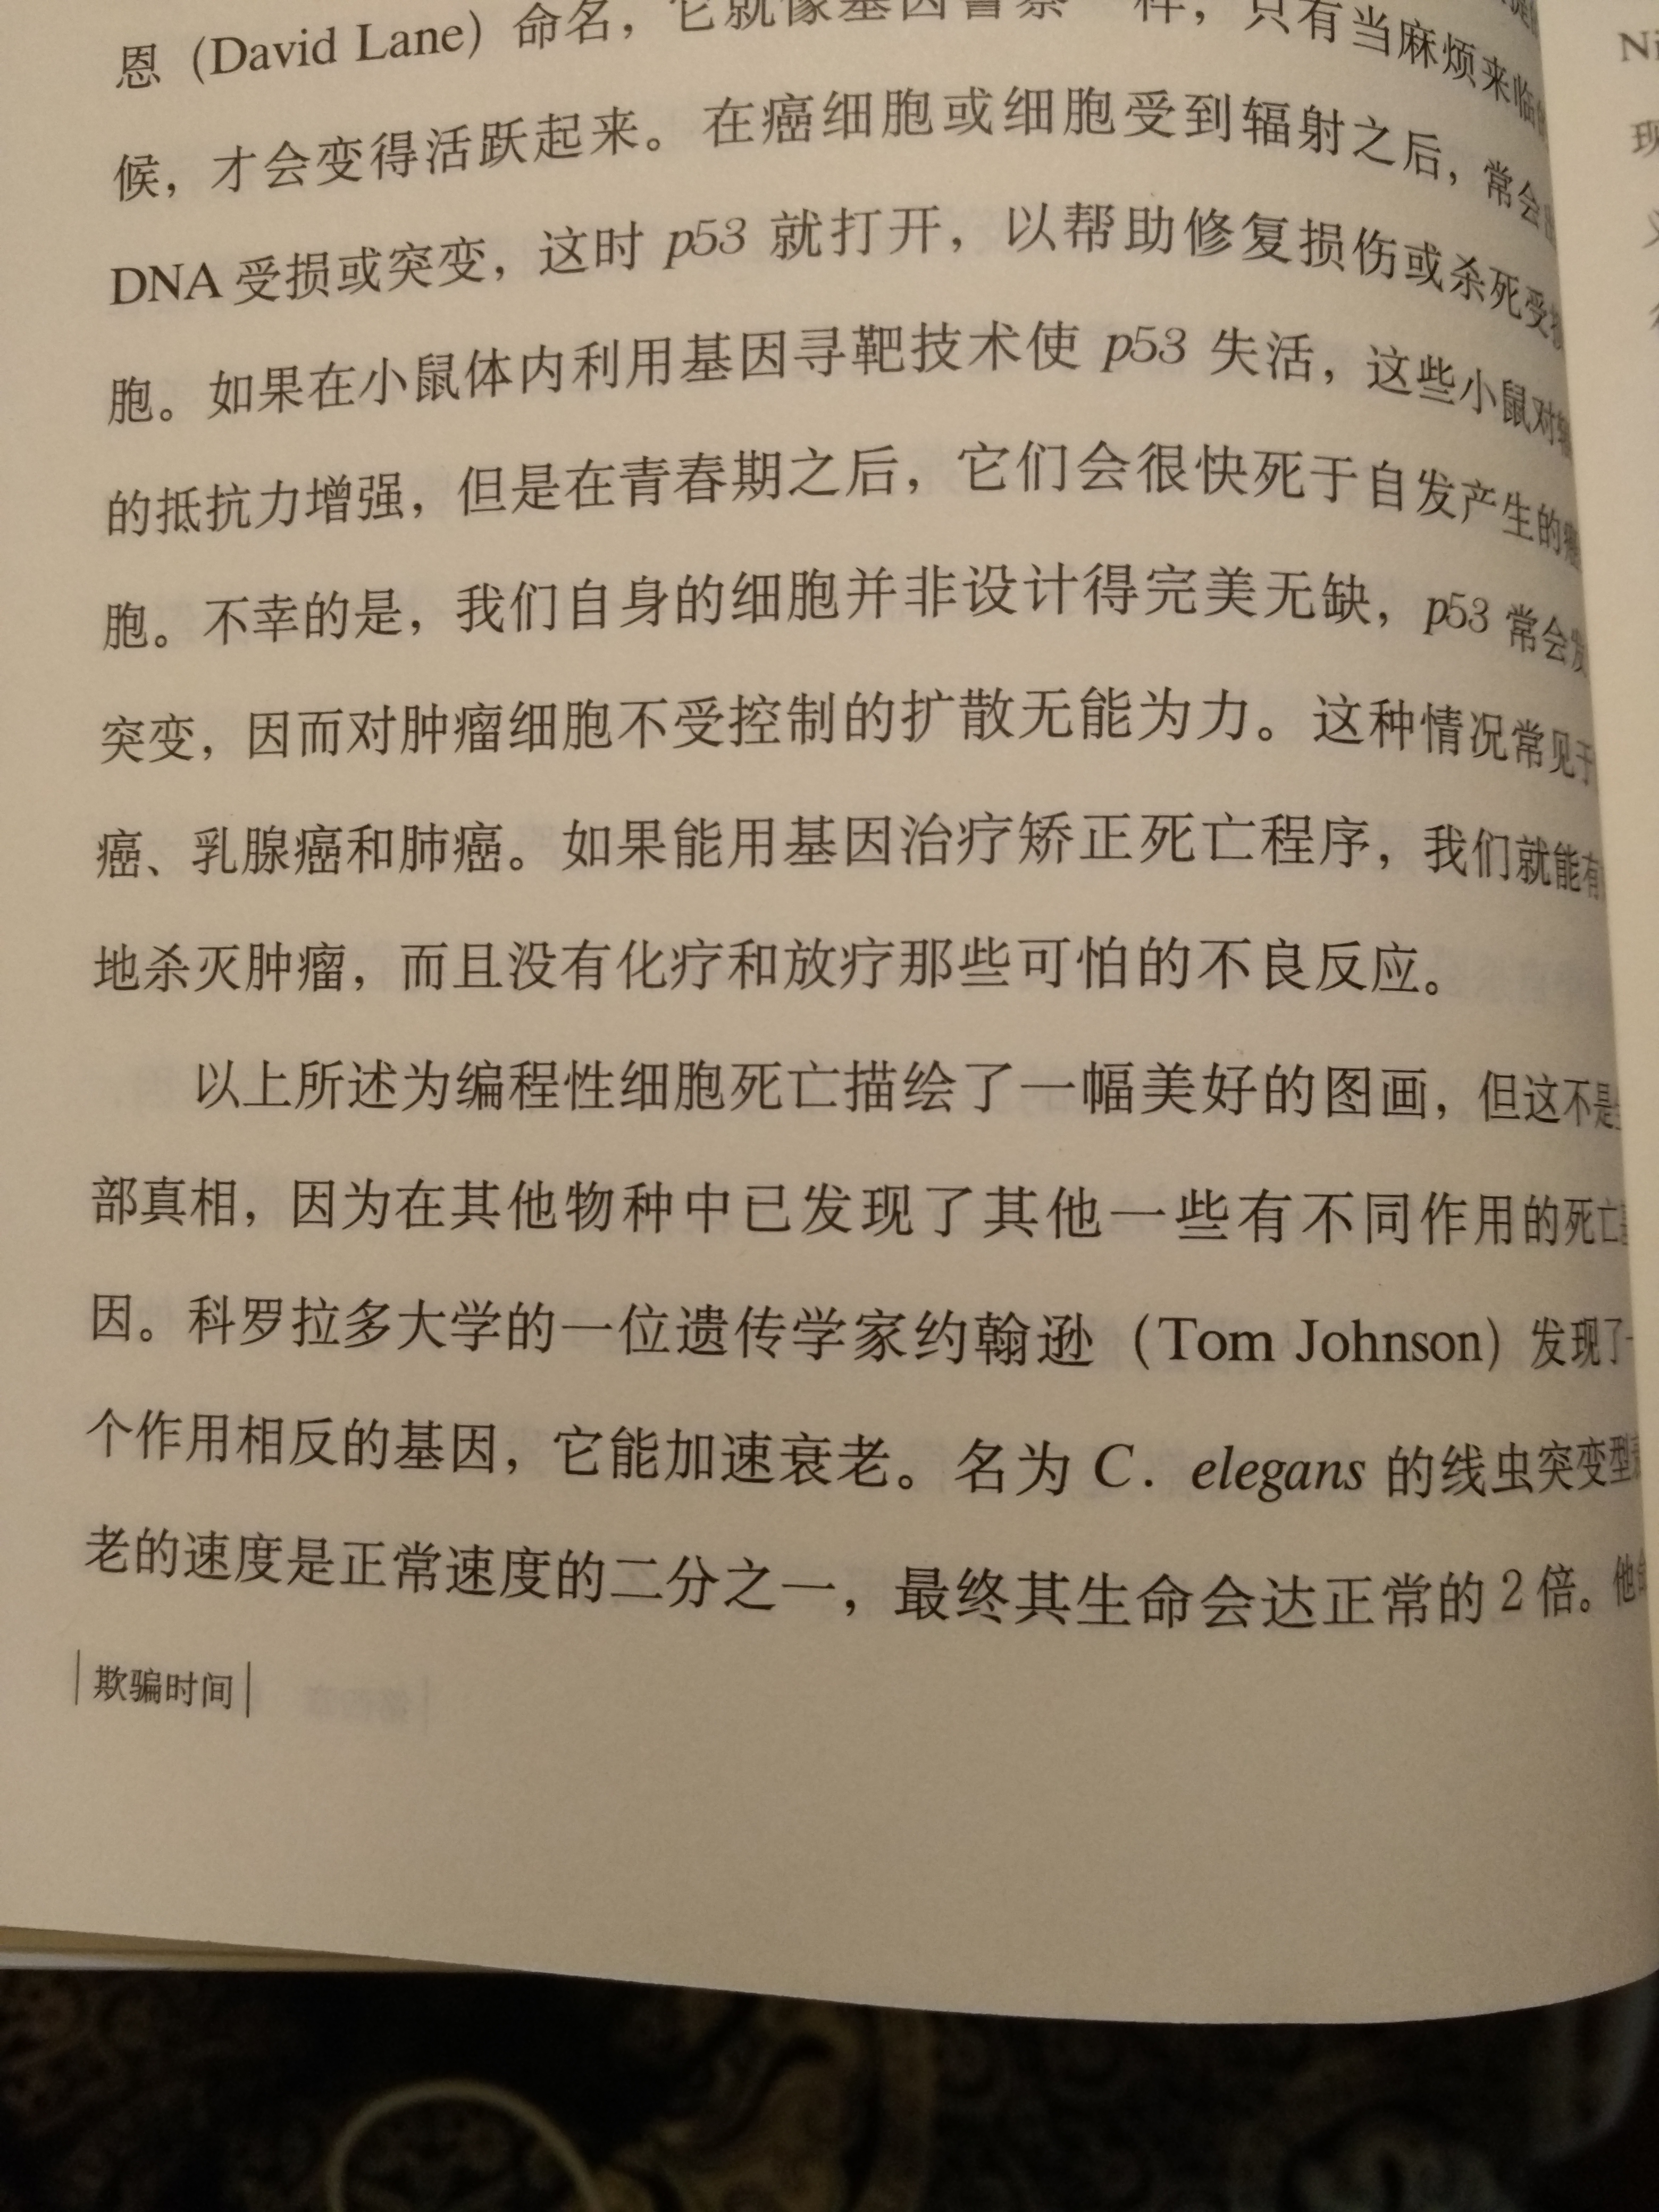 恩（David Lane）命名，它就像基因警察一样，只有当麻烦来临
候，才会变得活跃起来。在癌细胞或细胞受到辐射之后，常会
DNA 受损或突变，这时 p53 就打开，以帮助修复损伤或杀死受
胞。如果在小鼠体内利用基因寻靶技术使 p53 失活，这些小鼠对
的抵抗力增强，但是在青春期之后，它们会很快死于自发产生的
胞。不幸的是，我们自身的细胞并非设计得完美无缺，p53 常会
突变，因而对肿瘤细胞不受控制的扩散无能为力。这种情况常见于
癌、乳腺癌和肺癌。如果能用基因治疗矫正死亡程序，我们就能有
地杀灭肿瘤，而且没有化疗和放疗那些可怕的不良反应。
以上所述为编程性细胞死亡描绘了一幅美好的图画，但这不是
部真相，因为在其他物种中已发现了其他一些有不同作用的死亡
因。科罗拉多大学的一位遗传学家约翰逊（Tom Johnson）发现了一
个作用相反的基因，它能加速衰老。名为 C. elegans 的线虫突变型
老的速度是正常速度的二分之一，最终其生命会达正常的 2 倍。他
欺骗时间
Ni
现